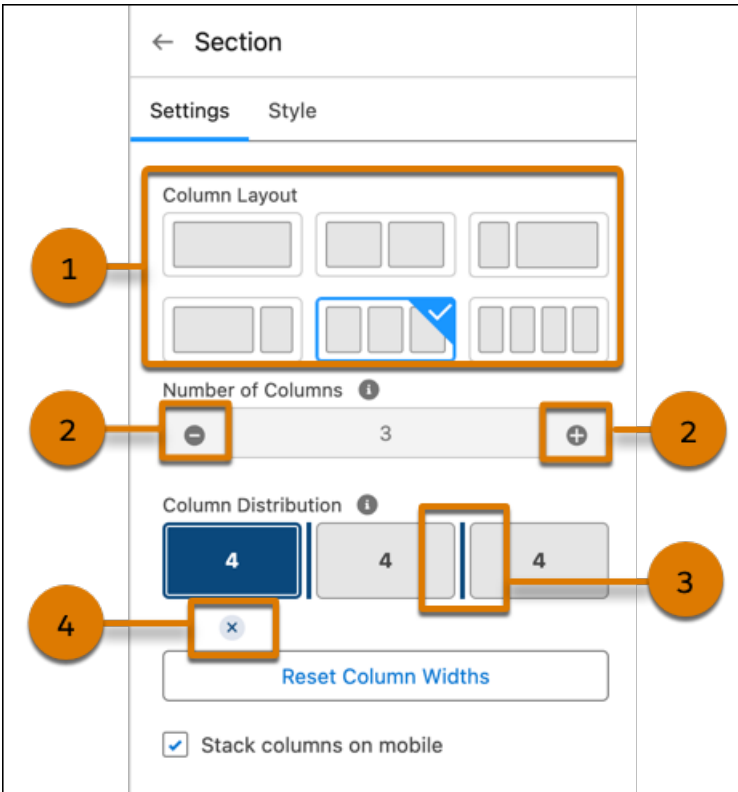 Section
Settings Style
Column Layout
1
Number of Columns
2 3 2
Column Distribution
4 4 4
3
4
Reset Column Widths
Stack columns on mobile